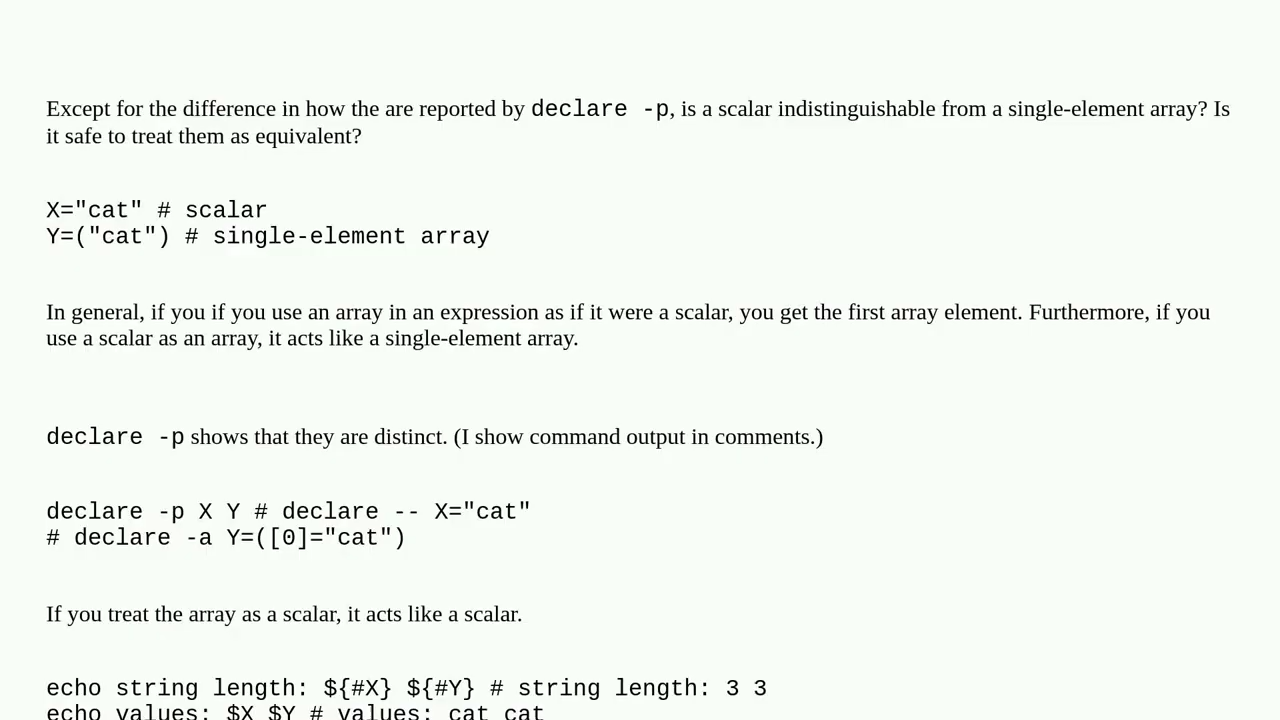 Except for the difference in how the are reported by declare -p, is a scalar indistinguishable from a single-element array? Is
it safe to treat them as equivalent?
X="cat" # scalar
Y=("cat") # single-element array
In general, if you if you use an array in an expression as if it were a scalar, you get the first array element. Furthermore, if you
use a scalar as an array, it acts like a single-element array.
declare -p shows that they are distinct. (I show command output in comments.)
declare -p X Y # declare -- X="cat"
# declare -a Y=([0]="cat")
If you treat the array as a scalar, it acts like a scalar.
echo string length: ${#X} ${#Y} # string length: 3 3
echo values: $X $Y # values: cat cat